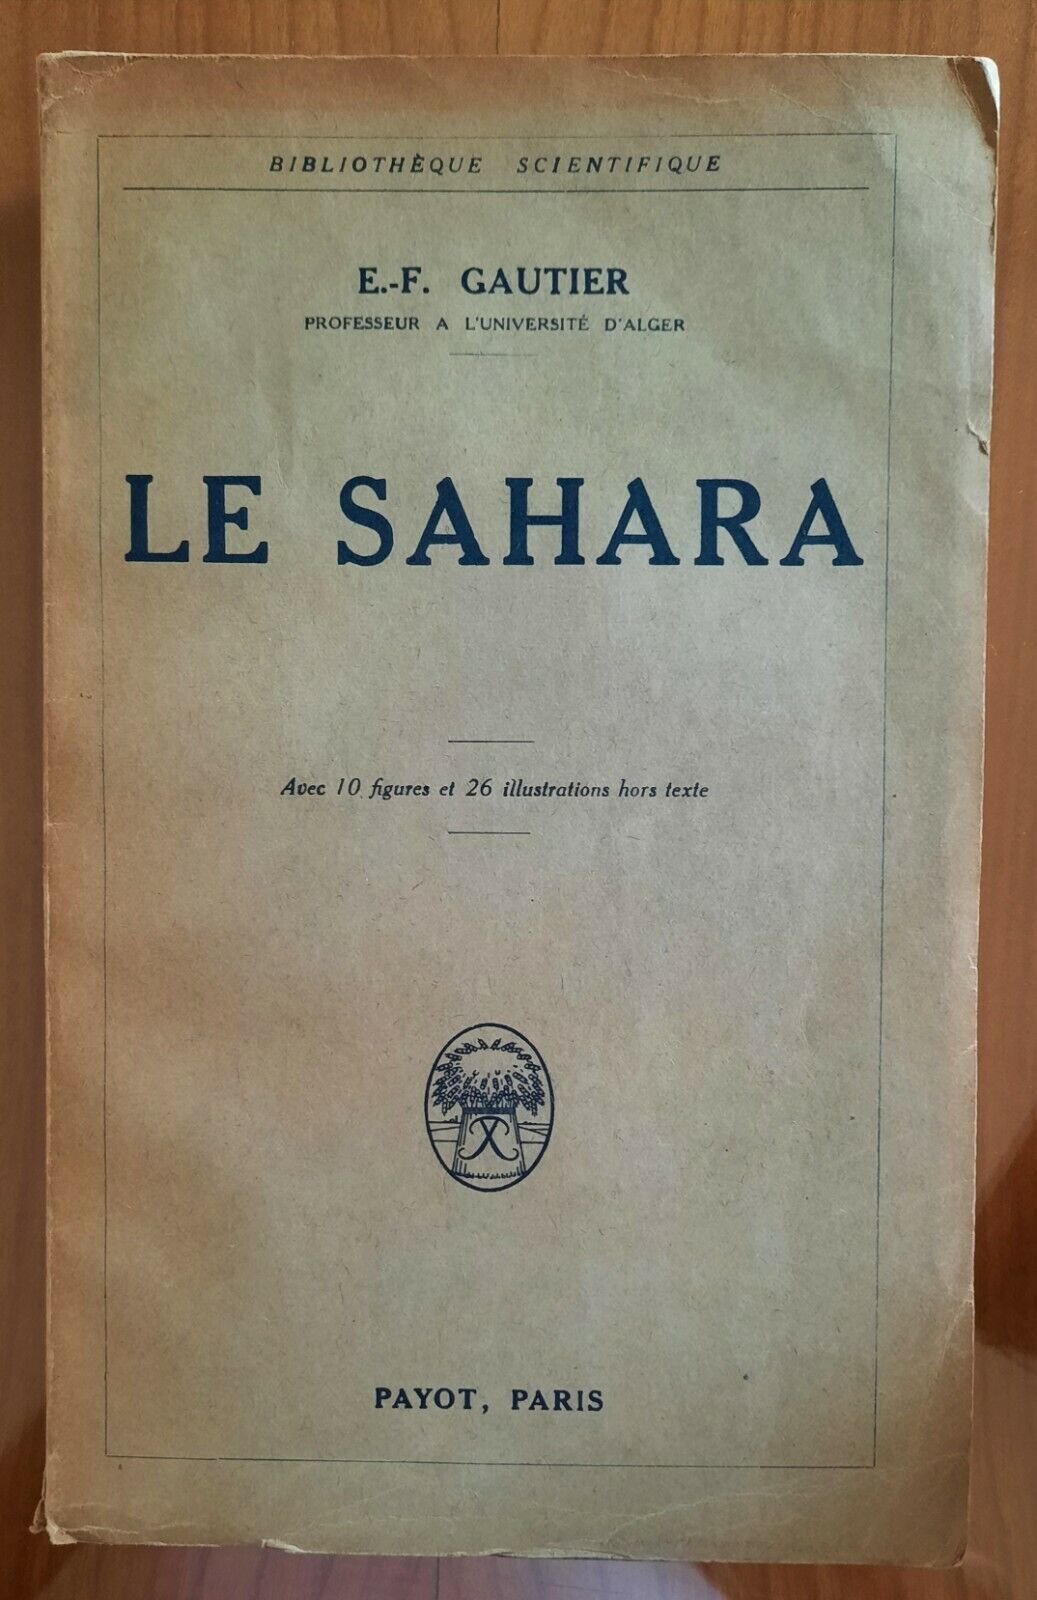 BIBLIOTHÈQUE SCIENTIFIQUE
E.-F. GAUTIER
PROFESSEUR A L'UNIVERSITÉ D'ALGER
LE SAHARA
Avec 10 figures et 26 illustrations hors texte
PAYOT, PARIS